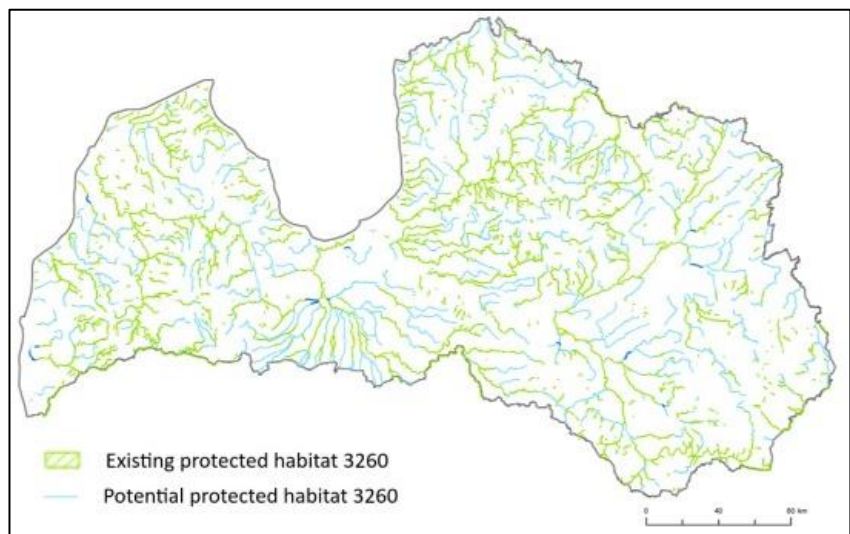 Existing protected habitat 3260
Potential protected habitat 3260
0 40 80 km